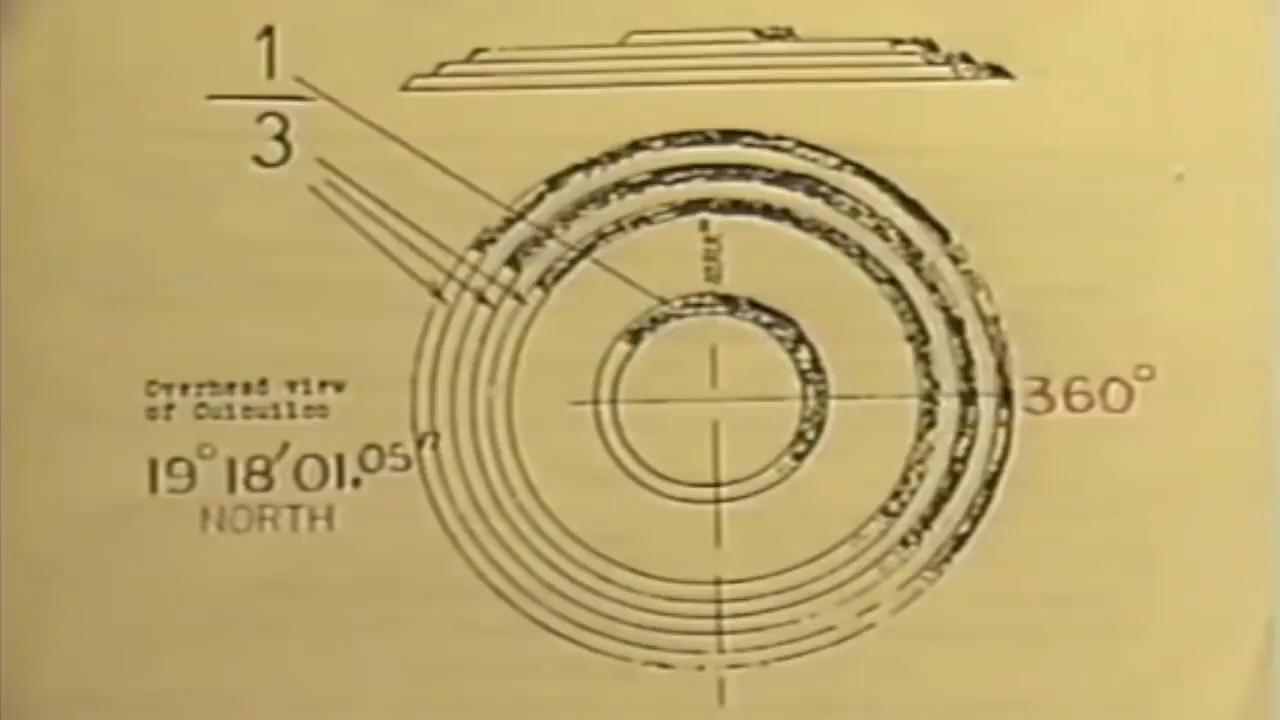 1
3
360°
Overhead view
of Cuicuilco
19° 18' 01.05"
NORTH